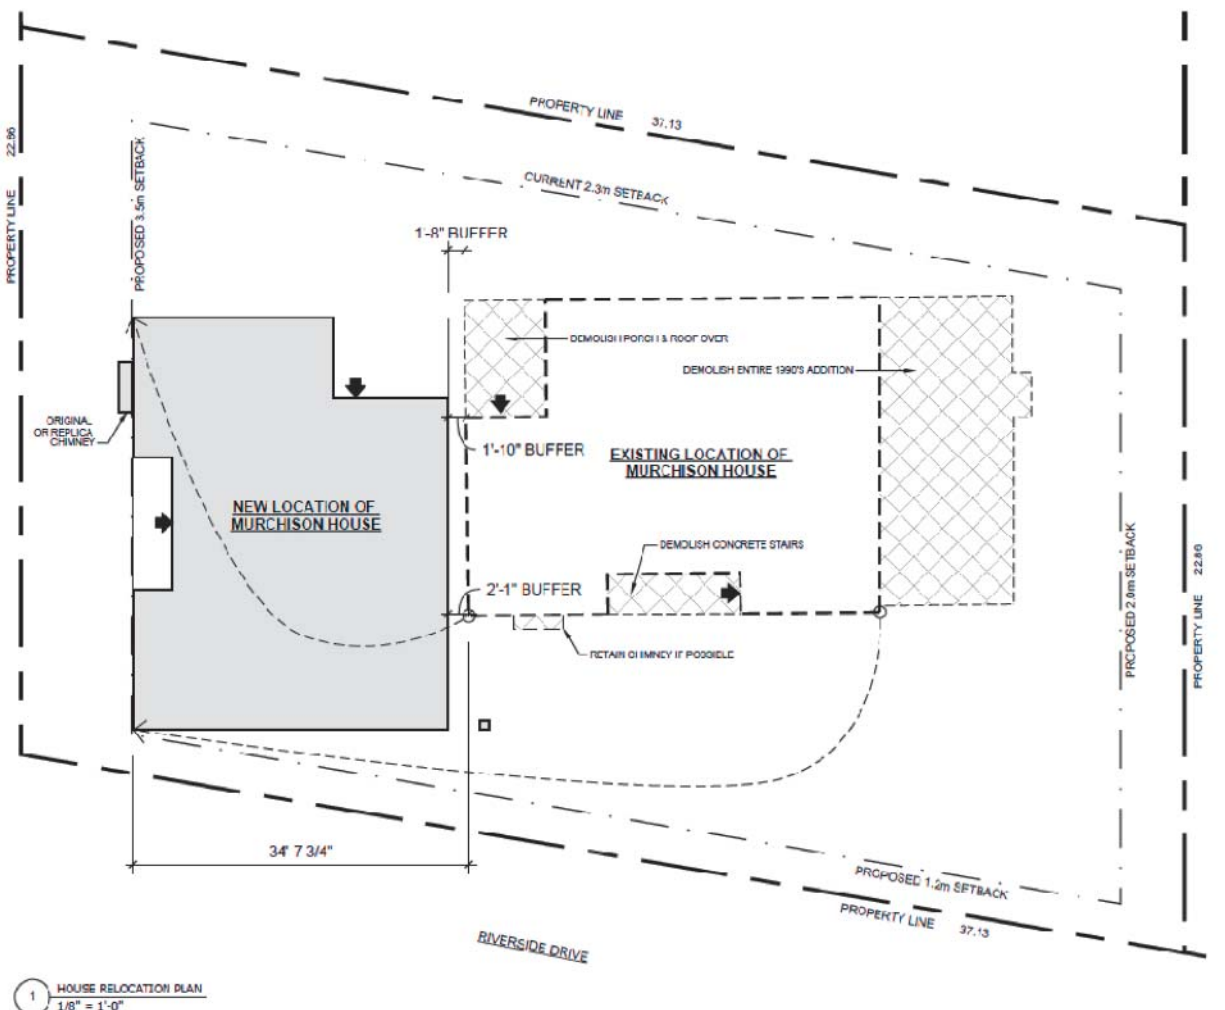 PROPERTY LINE 37.13
PROPERTY LINE 22.86
PROPOSED 3.5m SETBACK
CURRENT 2.3m SETBACK
1'-8" BUFFER
DEMOLISH PORCH & ROOF OVER
DEMOLISH ENTIRE 1990'S ADDITION
ORIGINAL
OR REPLICA
CHIMNEY
1'-10" BUFFER
EXISTING LOCATION OF
MURCHISON HOUSE
NEW LOCATION OF
MURCHISON HOUSE
DEMOLISH CONCRETE STAIRS
2'-1" BUFFER
RETAIN CHIMNEY IF POSSIBLE
PROPOSED 2.0m SETBACK
PROPERTY LINE 22.86
34' 7 3/4"
PROPOSED 1.2m SETBACK
PROPERTY LINE 37.13
RIVERSIDE DRIVE
1 HOUSE RELOCATION PLAN
1/8" = 1'-0"